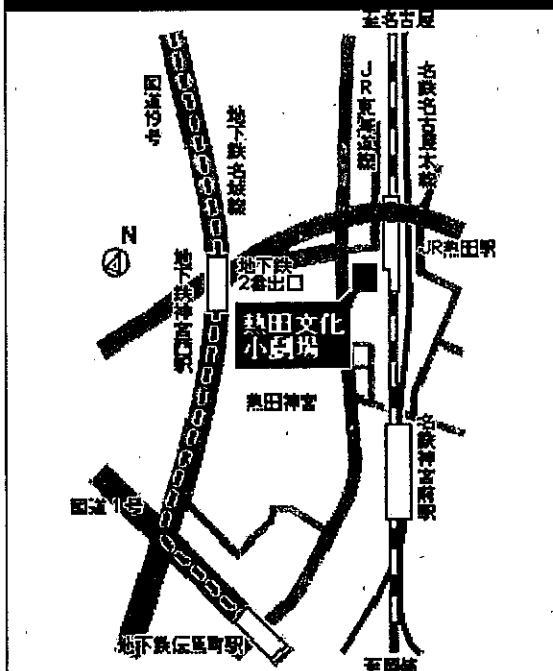 至名古屋
国道19号
地下鉄名城線
JR東海道線
名鉄名古屋本線
N
JR熱田駅
地下鉄
2番出口
地下鉄神宮西駅
熱田文化
小劇場
熱田神宮
名鉄神宮前駅
国道1号
地下鉄伝馬町駅
至岡崎